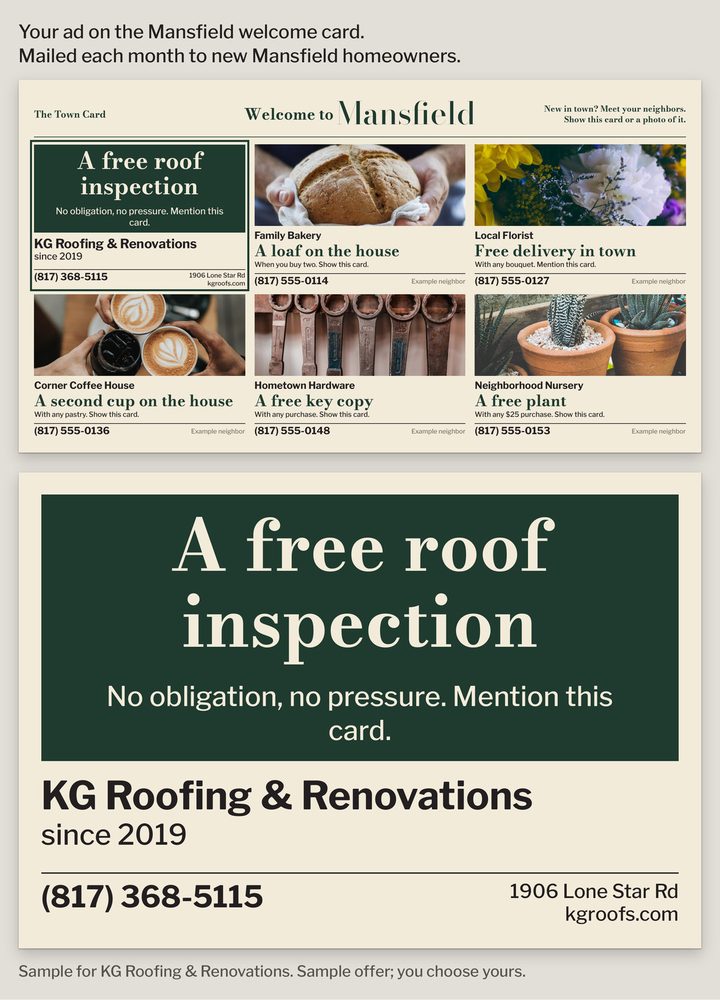 Your ad on the Mansfield welcome card.
Mailed each month to new Mansfield homeowners.
The Town Card
Welcome to Mansfield
New in town? Meet your neighbors.
Show this card or a photo of it.
A free roof
inspection
No obligation, no pressure. Mention this
card.
KG Roofing & Renovations
since 2019
(817) 368-5115
1906 Lone Star Rd
kgroofs.com
Family Bakery
A loaf on the house
When you buy two. Show this card.
(817) 555-0114
Example neighbor
Local Florist
Free delivery in town
With any bouquet. Mention this card.
(817) 555-0127
Example neighbor
Corner Coffee House
A second cup on the house
With any pastry. Show this card.
(817) 555-0136
Example neighbor
Hometown Hardware
A free key copy
With any purchase. Show this card.
(817) 555-0148
Example neighbor
Neighborhood Nursery
A free plant
With any $25 purchase. Show this card.
(817) 555-0153
Example neighbor
A free roof
inspection
No obligation, no pressure. Mention this
card.
KG Roofing & Renovations
since 2019
(817) 368-5115
1906 Lone Star Rd
kgroofs.com
Sample for KG Roofing & Renovations. Sample offer; you choose yours.